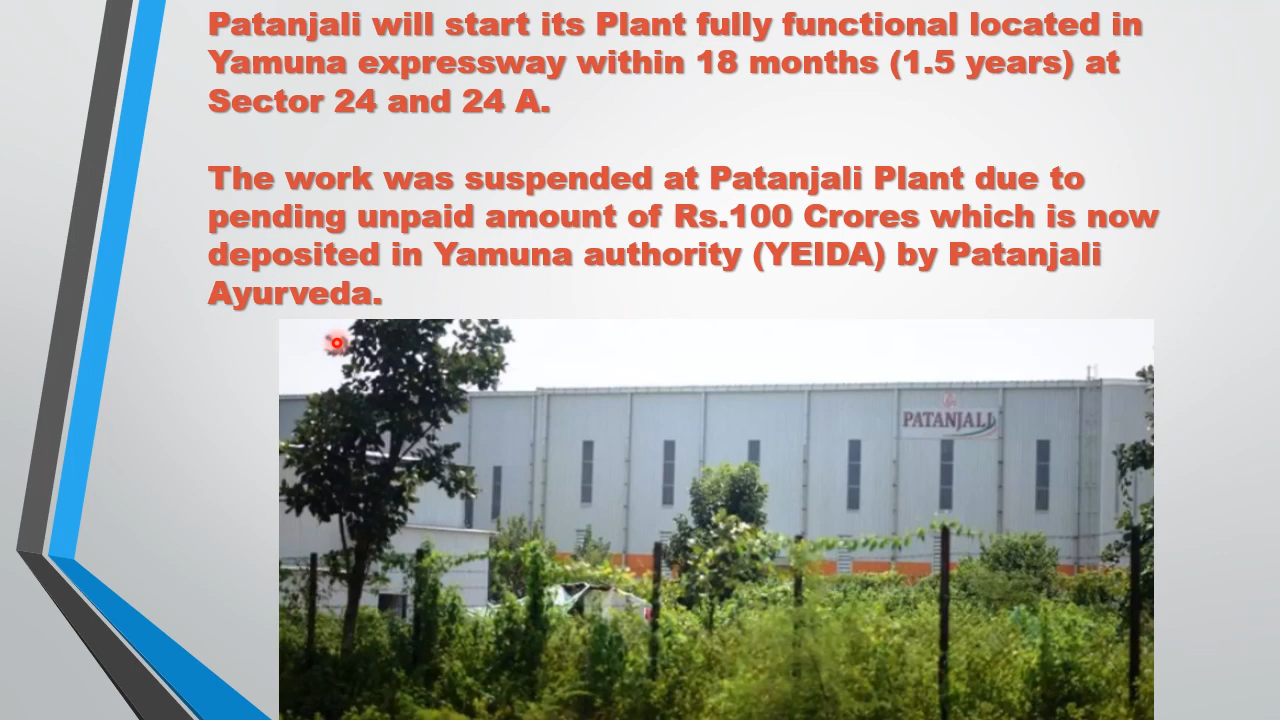 Patanjali will start its Plant fully functional located in
Yamuna expressway within 18 months (1.5 years) at
Sector 24 and 24 A.
The work was suspended at Patanjali Plant due to
pending unpaid amount of Rs.100 Crores which is now
deposited in Yamuna authority (YEIDA) by Patanjali
Ayurveda.
PATANJALI